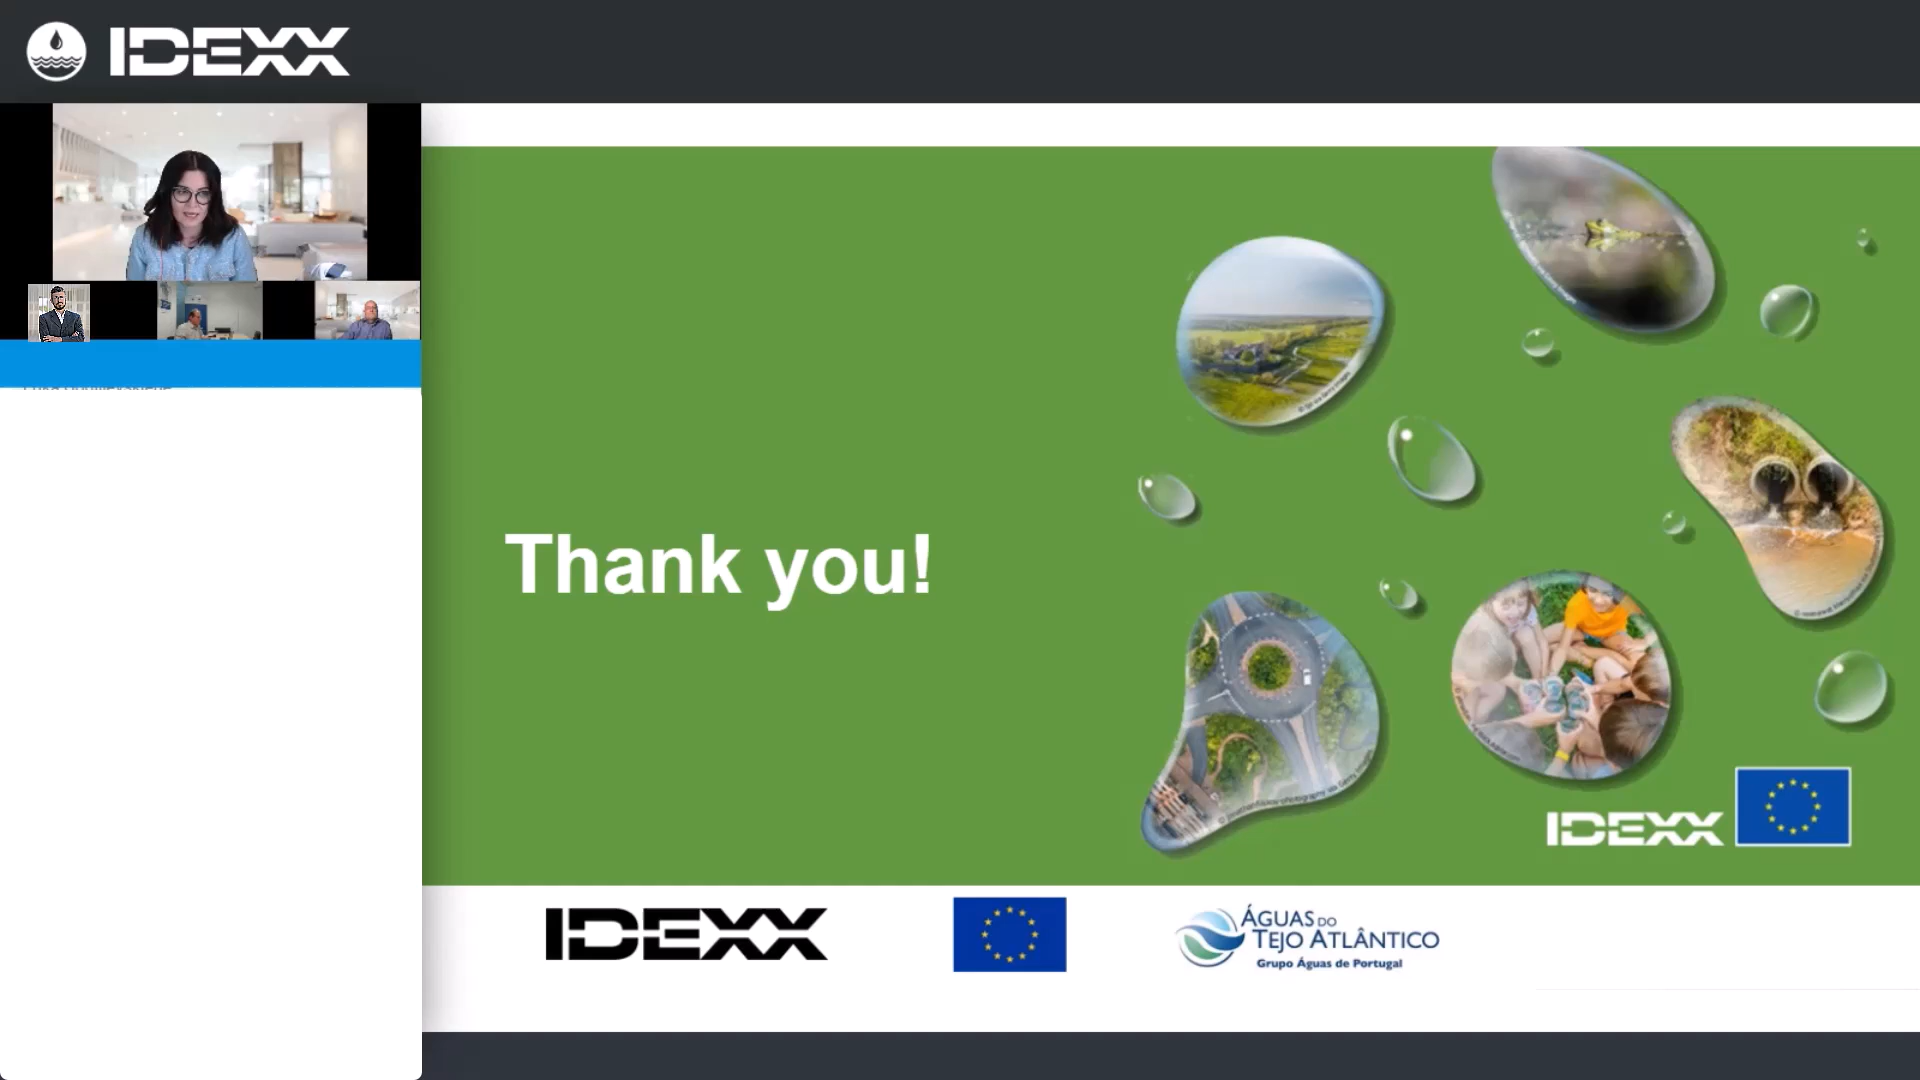 IDEXX
Thank you!
IDEXX
IDEXX
ÁGUAS DO
TEJO ATLÂNTICO
Grupo Águas de Portugal